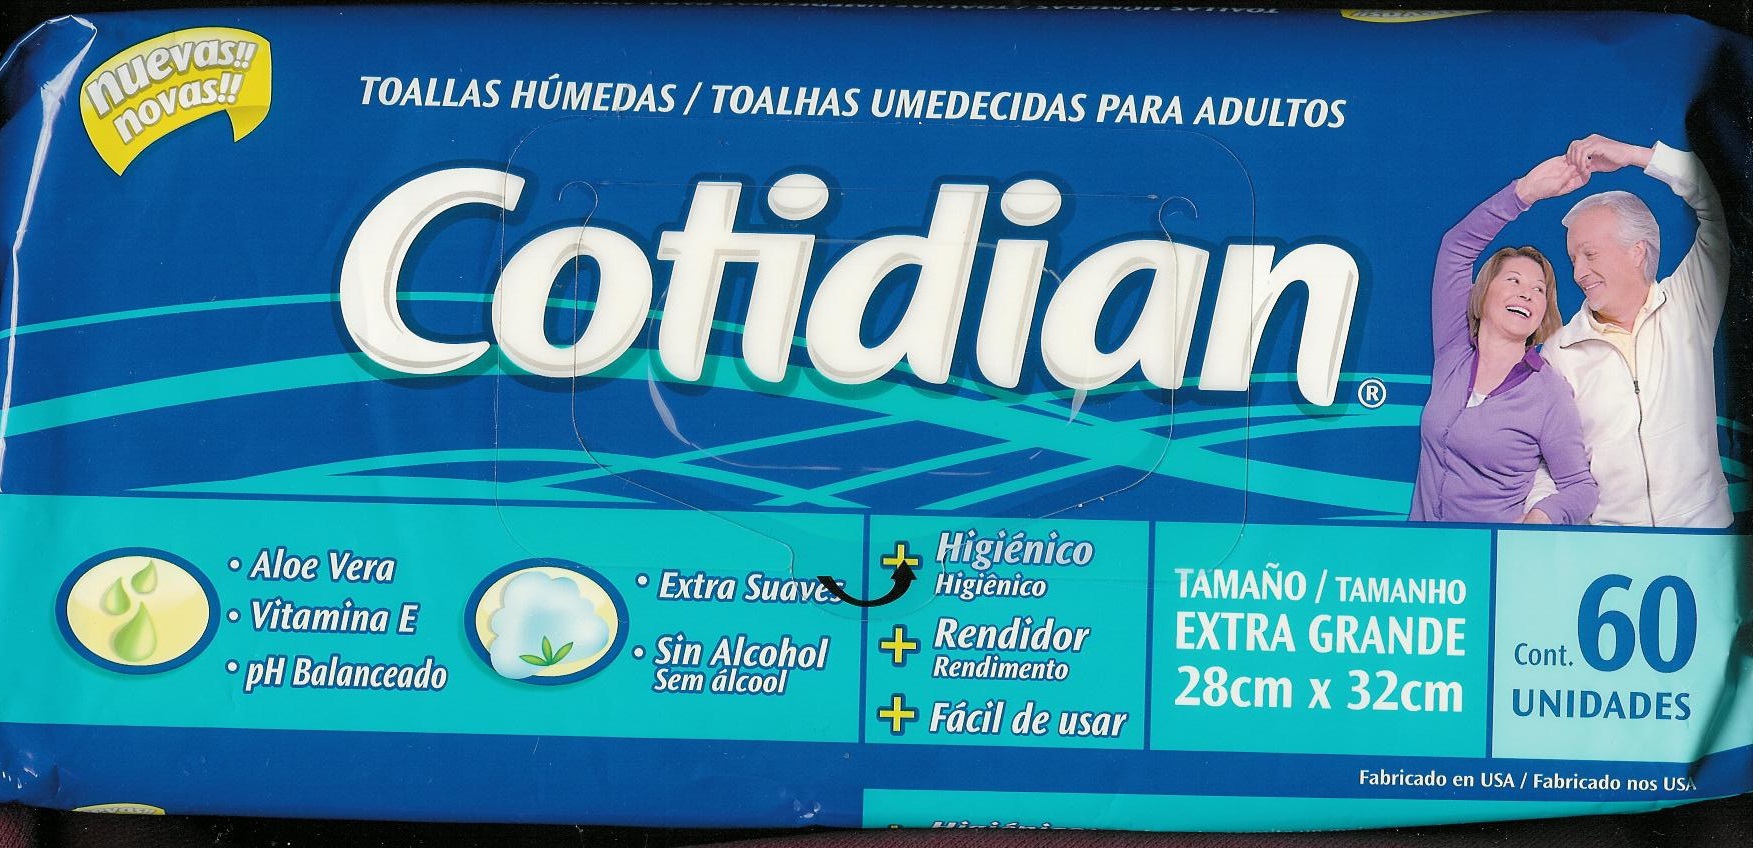 nuevas!!
novas!!
TOALLAS HÚMEDAS / TOALHAS UMEDECIDAS PARA ADULTOS
Cotidian®
• Aloe Vera
• Vitamina E
• pH Balanceado
• Extra Suaves
• Sin Alcohol
Sem álcool
+ Higiénico
Higiênico
+ Rendidor
Rendimento
+ Fácil de usar
TAMAÑO / TAMANHO
EXTRA GRANDE
28cm x 32cm
Cont. 60
UNIDADES
Fabricado en USA / Fabricado nos USA